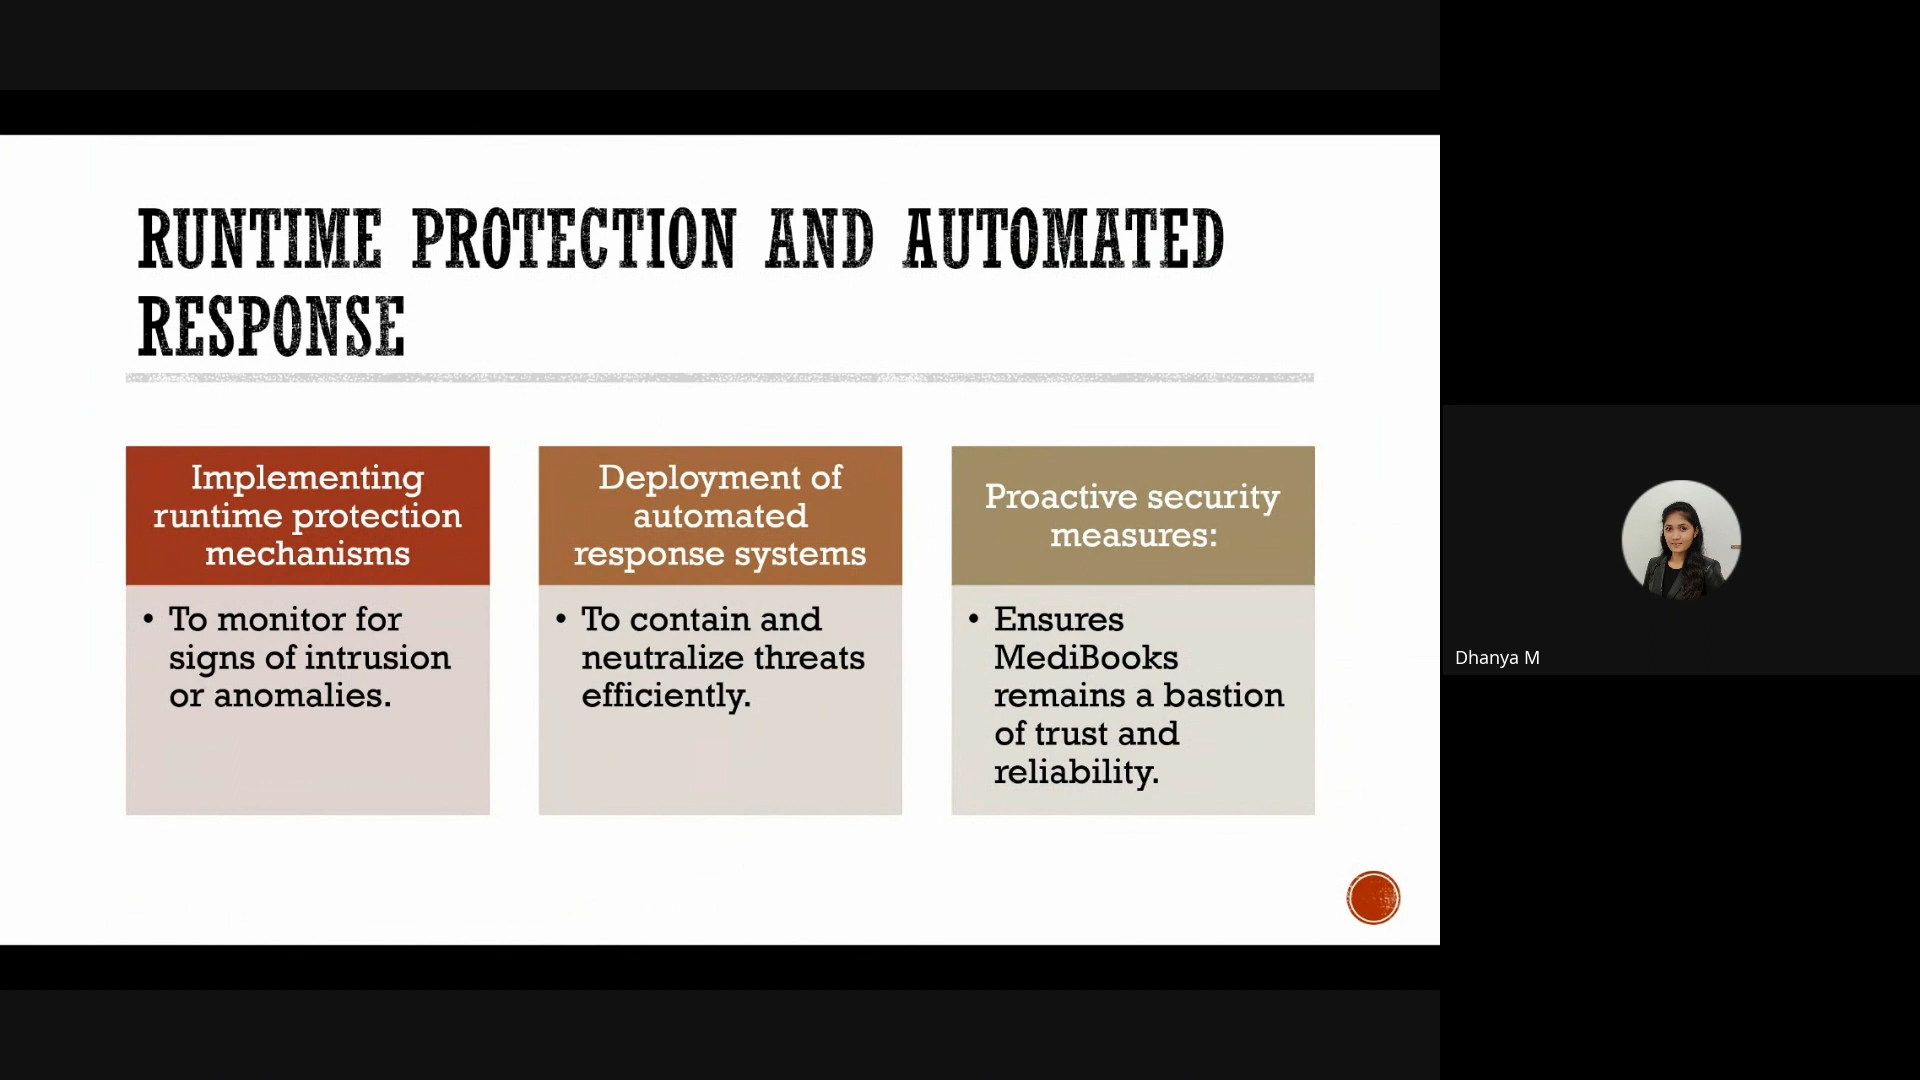 RUNTIME PROTECTION AND AUTOMATED
RESPONSE
Implementing
runtime protection
mechanisms
• To monitor for
signs of intrusion
or anomalies.
Deployment of
automated
response systems
• To contain and
neutralize threats
efficiently.
Proactive security
measures:
• Ensures
MediBooks
remains a bastion
of trust and
reliability.
Dhanya M